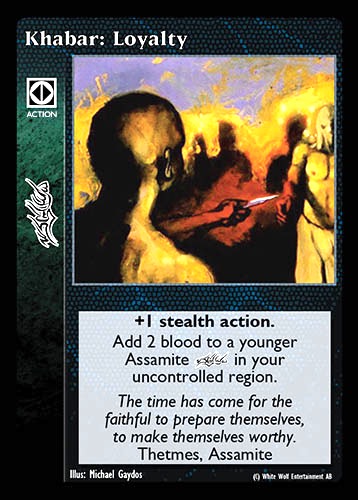 Khabar: Loyalty
ACTION
+1 stealth action.
Add 2 blood to a younger
Assamite in your
uncontrolled region.
The time has come for the
faithful to prepare themselves,
to make themselves worthy.
Thetmes, Assamite
Illus: Michael Gaydos
(C) White Wolf Entertainment AB